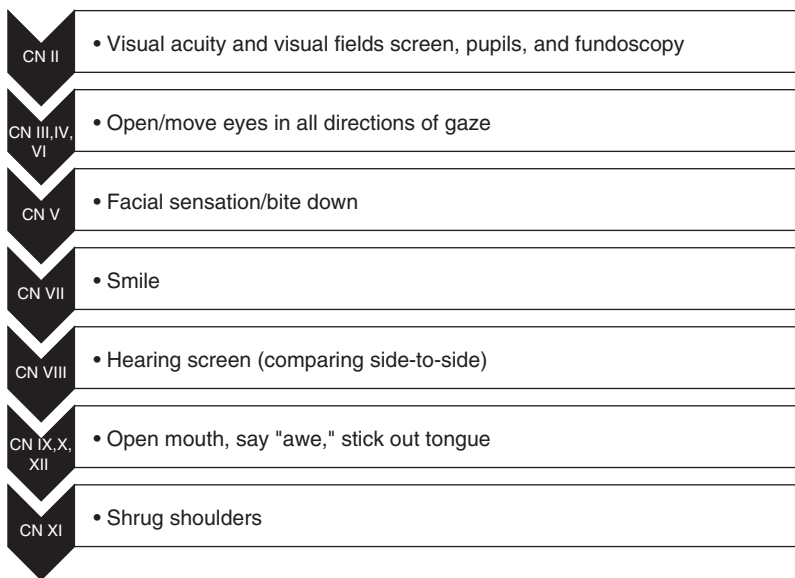 CN II
• Visual acuity and visual fields screen, pupils, and fundoscopy
CN III,IV,
VI
• Open/move eyes in all directions of gaze
CN V
• Facial sensation/bite down
CN VII
• Smile
CN VIII
• Hearing screen (comparing side-to-side)
CN IX,X,
XII
• Open mouth, say "awe," stick out tongue
CN XI
• Shrug shoulders